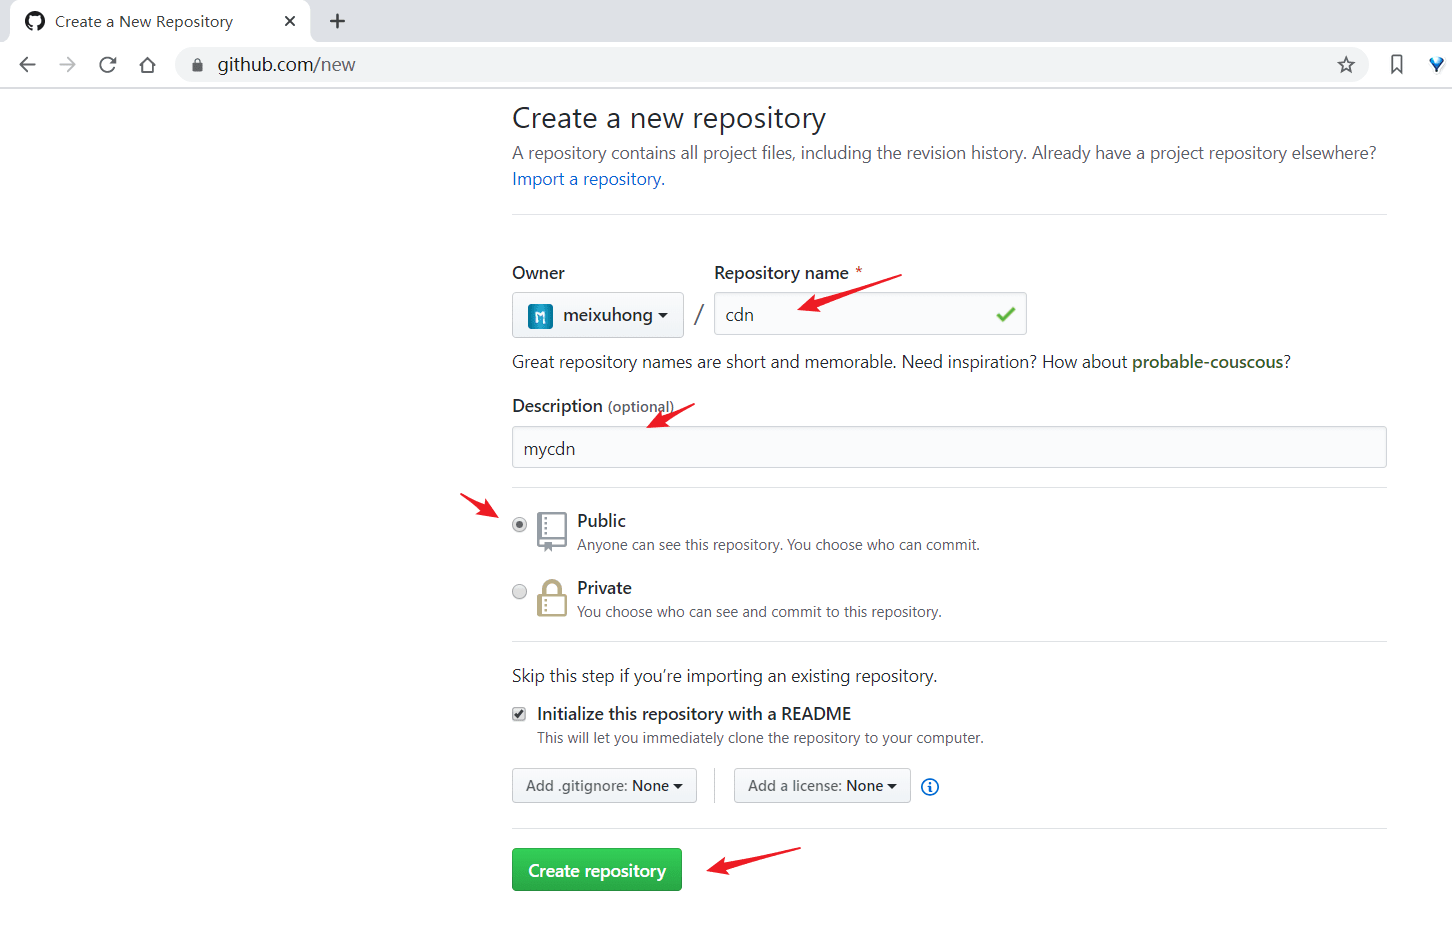 Create a New Repository
github.com/new
Create a new repository
A repository contains all project files, including the revision history. Already have a project repository elsewhere?
Import a repository.
Owner Repository name *
meixuhong / cdn
Great repository names are short and memorable. Need inspiration? How about probable-couscous?
Description (optional)
mycdn
Public
Anyone can see this repository. You choose who can commit.
Private
You choose who can see and commit to this repository.
Skip this step if you’re importing an existing repository.
Initialize this repository with a README
This will let you immediately clone the repository to your computer.
Add .gitignore: None Add a license: None
Create repository